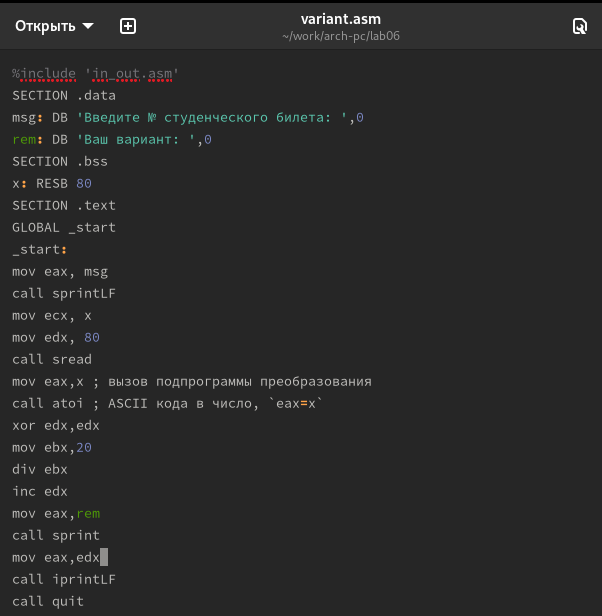 Открыть
variant.asm
~/work/arch-pc/lab06
%include 'in_out.asm'
SECTION .data
msg: DB 'Введите № студенческого билета: ',0
rem: DB 'Ваш вариант: ',0
SECTION .bss
x: RESB 80
SECTION .text
GLOBAL _start
_start:
mov eax, msg
call sprintLF
mov ecx, x
mov edx, 80
call sread
mov eax,x ; вызов подпрограммы преобразования
call atoi ; ASCII кода в число, `eax=x`
xor edx,edx
mov ebx,20
div ebx
inc edx
mov eax,rem
call sprint
mov eax,edx
call iprintLF
call quit